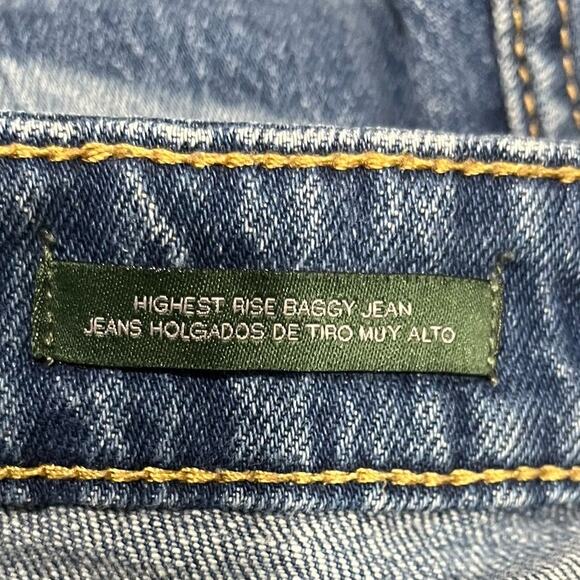 HIGHEST RISE BAGGY JEAN
JEANS HOLGADOS DE TIRO MUY ALTO